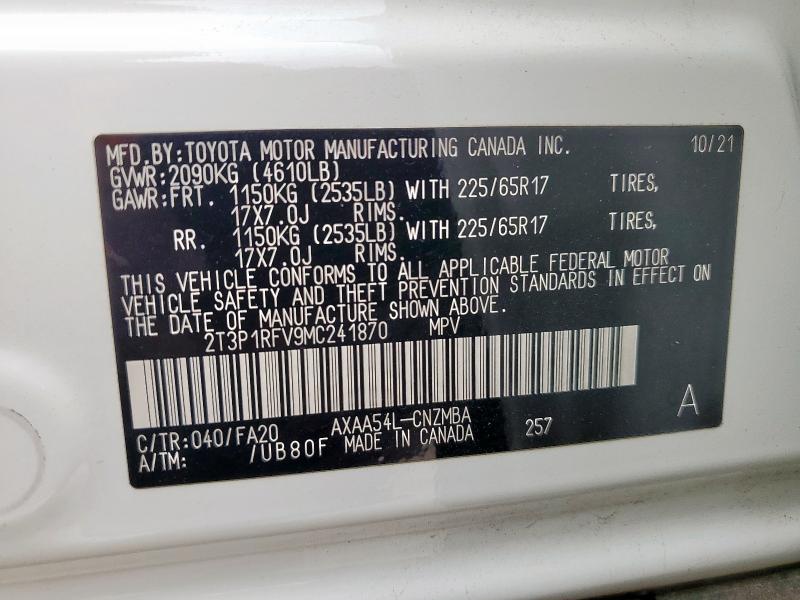 MFD.BY:TOYOTA MOTOR MANUFACTURING CANADA INC. 10/21
GVWR:2090KG (4610LB)
GAWR:FRT. 1150KG (2535LB) WITH 225/65R17 TIRES,
17X7.0J RIMS.
RR. 1150KG (2535LB) WITH 225/65R17 TIRES,
17X7.0J RIMS.
THIS VEHICLE CONFORMS TO ALL APPLICABLE FEDERAL MOTOR
VEHICLE SAFETY AND THEFT PREVENTION STANDARDS IN EFFECT ON
THE DATE OF MANUFACTURE SHOWN ABOVE.
2T3P1RFV9MC241870 MPV
A
C/TR:040/FA20 AXAA54L-CNZMBA 257
A/TM: /UB80F MADE IN CANADA